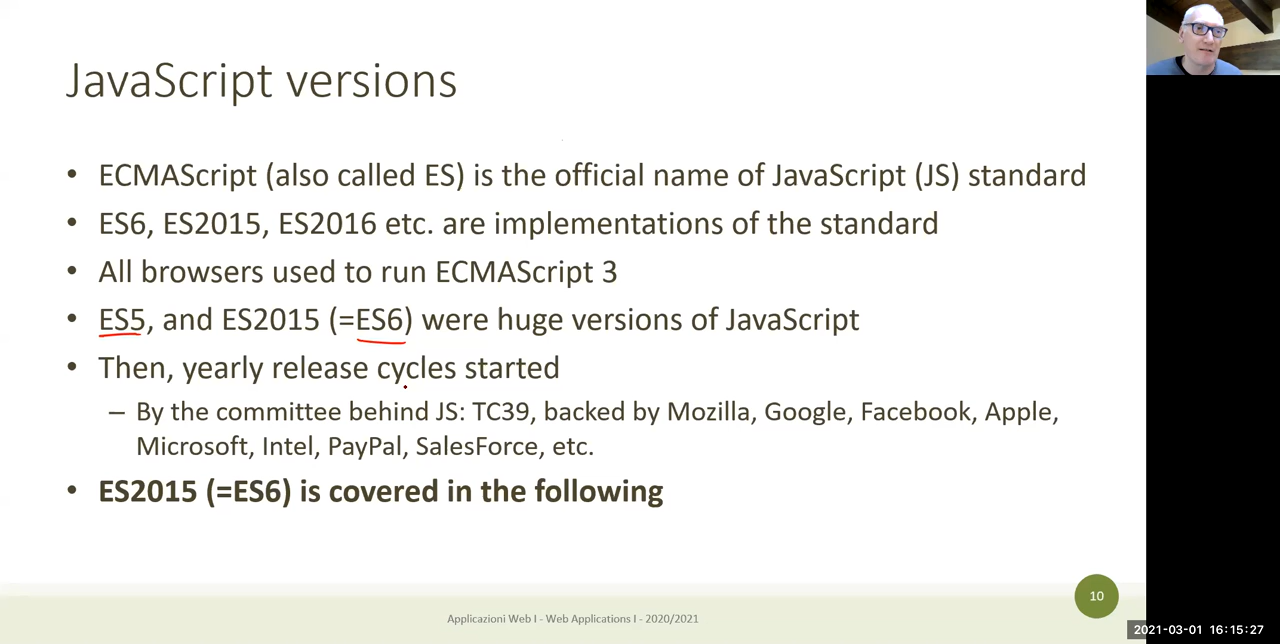 JavaScript versions
• ECMAScript (also called ES) is the official name of JavaScript (JS) standard
• ES6, ES2015, ES2016 etc. are implementations of the standard
• All browsers used to run ECMAScript 3
• ES5, and ES2015 (=ES6) were huge versions of JavaScript
• Then, yearly release cycles started
– By the committee behind JS: TC39, backed by Mozilla, Google, Facebook, Apple,
Microsoft, Intel, PayPal, SalesForce, etc.
• ES2015 (=ES6) is covered in the following
10
Applicazioni Web I - Web Applications I - 2020/2021
2021-03-01 16:15:27